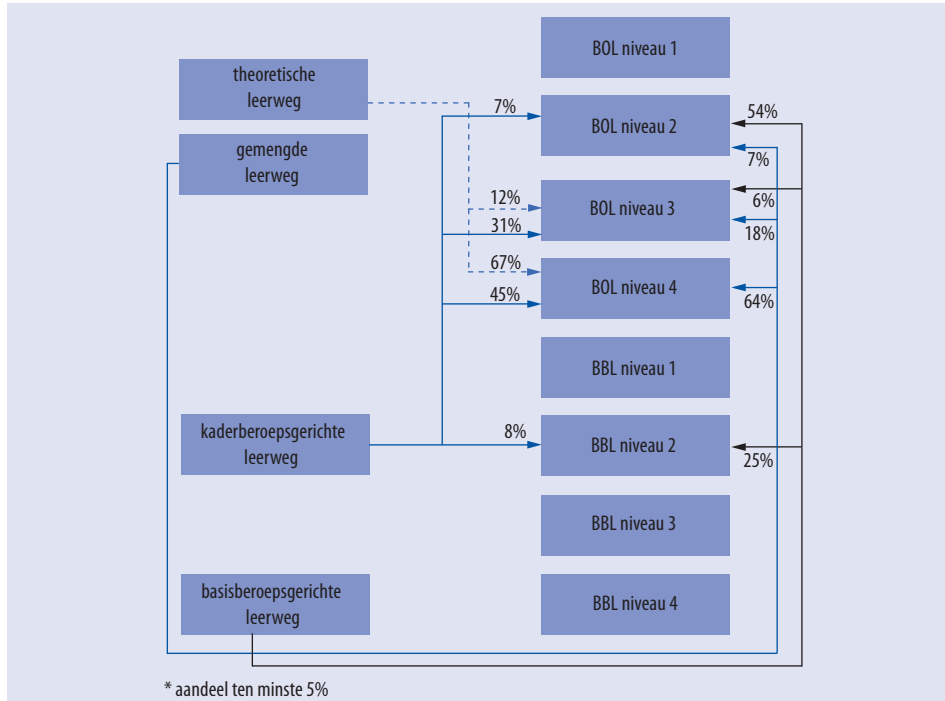 BOL niveau 1
theoretische
leerweg
7%
BOL niveau 2
54%
gemengde
leerweg
7%
12%
BOL niveau 3
6%
31%
18%
67%
BOL niveau 4
45%
64%
BBL niveau 1
kaderberoepsgerichte
leerweg
8%
BBL niveau 2
25%
BBL niveau 3
basisberoepsgerichte
leerweg
BBL niveau 4
* aandeel ten minste 5%